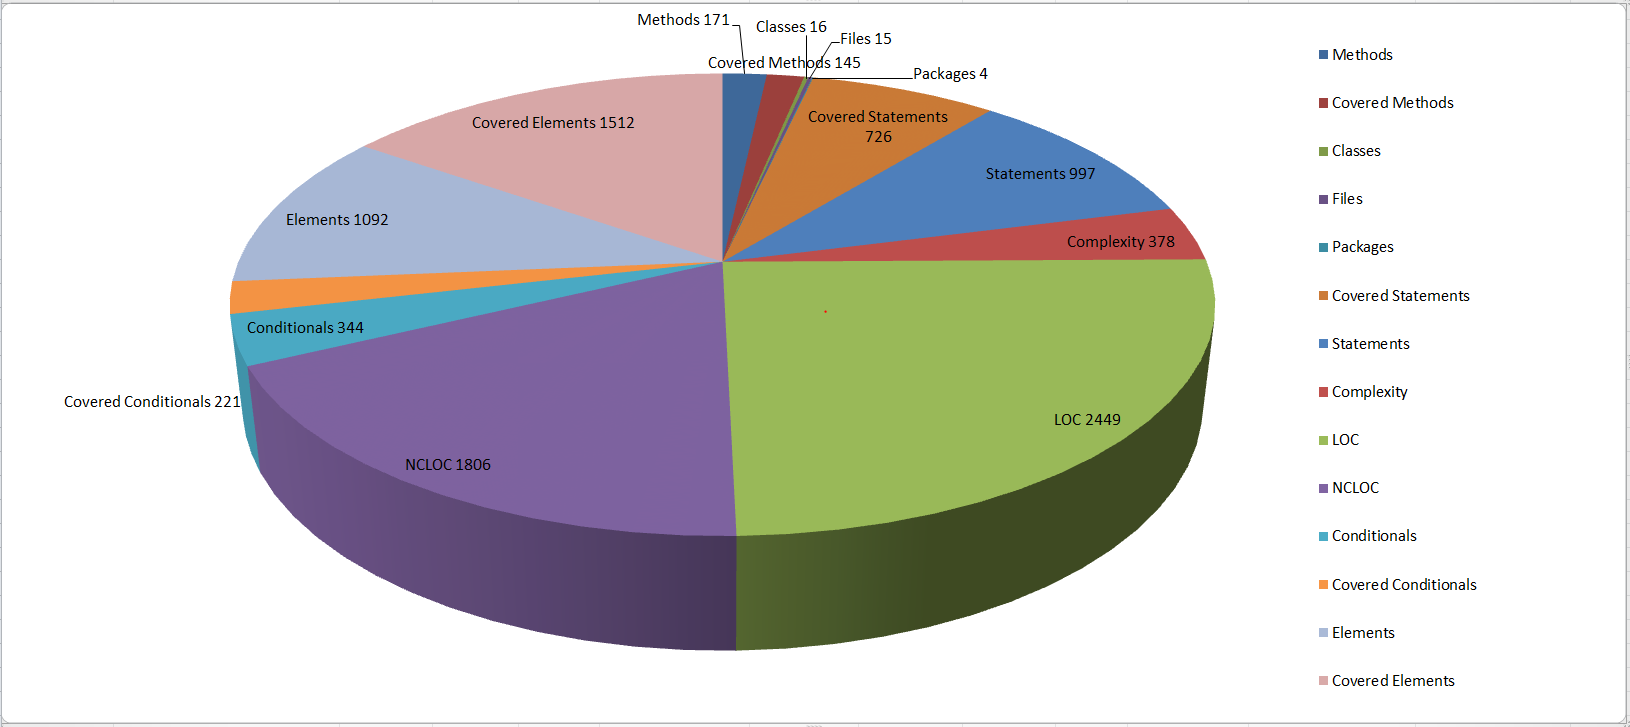 Methods 171
Classes 16
Files 15
Covered Methods 145
Packages 4
Covered Statements
726
Covered Elements 1512
Statements 997
Elements 1092
Complexity 378
Conditionals 344
Covered Conditionals 221
LOC 2449
NCLOC 1806
Methods
Covered Methods
Classes
Files
Packages
Covered Statements
Statements
Complexity
LOC
NCLOC
Conditionals
Covered Conditionals
Elements
Covered Elements